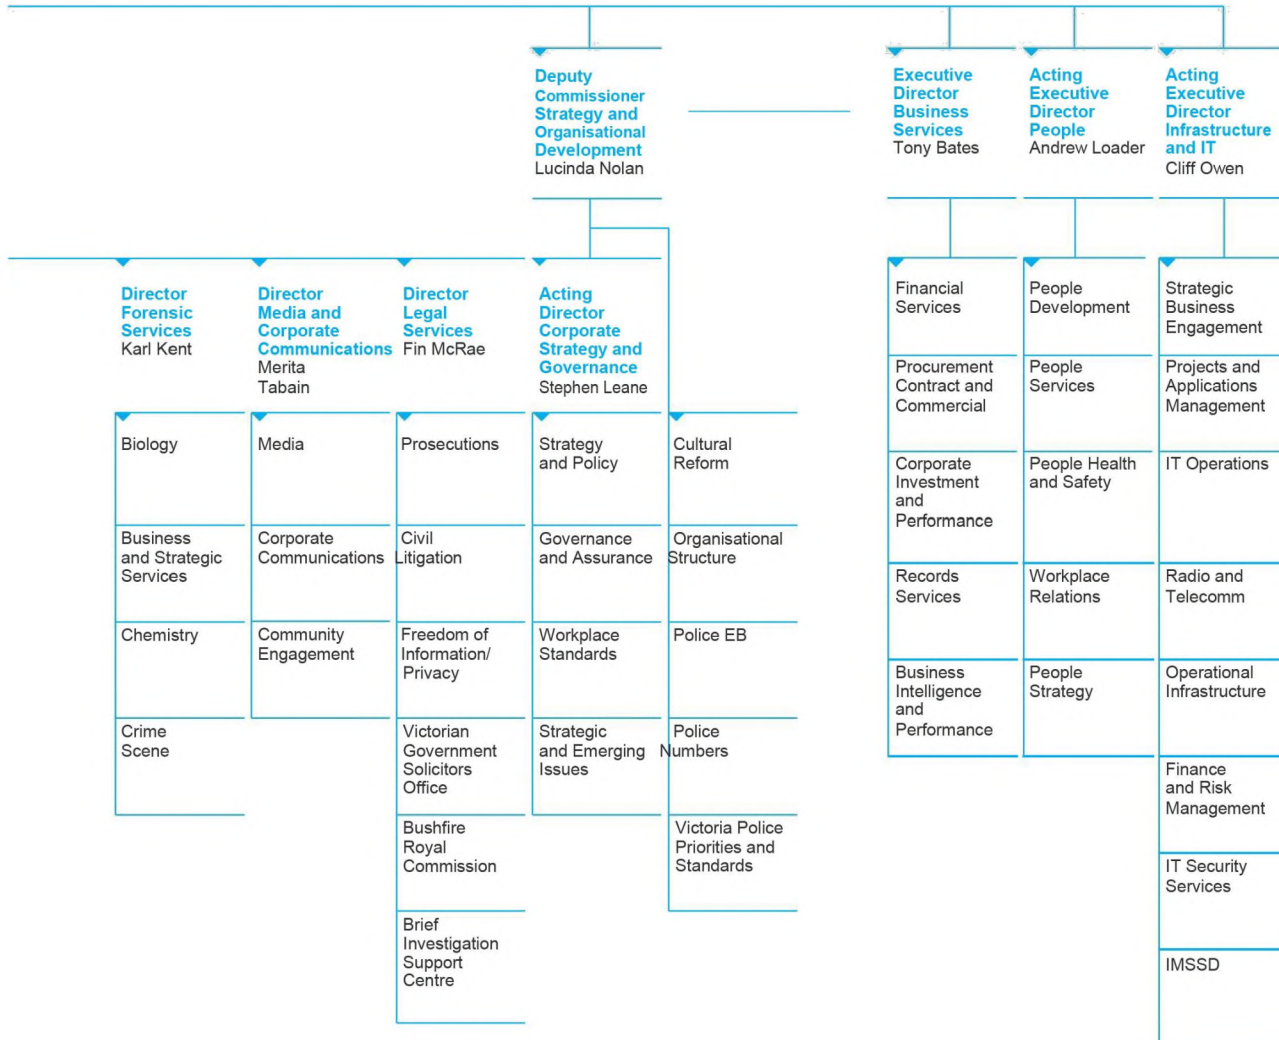 Deputy
Commissioner
Strategy and
Organisational
Development
Lucinda Nolan
Executive
Director
Business
Services
Tony Bates
Acting
Executive
Director
People
Andrew Loader
Acting
Executive
Director
Infrastructure
and IT
Cliff Owen
Director
Forensic
Services
Karl Kent
Director
Media and
Corporate
Communications
Merita
Tabain
Director
Legal
Services
Fin McRae
Acting
Director
Corporate
Strategy and
Governance
Stephen Leane
Biology
Business
and Strategic
Services
Chemistry
Crime
Scene
Media
Corporate
Communications
Community
Engagement
Prosecutions
Civil
Litigation
Freedom of
Information/
Privacy
Victorian
Government
Solicitors
Office
Bushfire
Royal
Commission
Brief
Investigation
Support
Centre
Strategy
and Policy
Governance
and Assurance
Workplace
Standards
Strategic
and Emerging
Issues
Cultural
Reform
Organisational
Structure
Police EB
Police
Numbers
Victoria Police
Priorities and
Standards
Financial
Services
Procurement
Contract and
Commercial
Corporate
Investment
and
Performance
Records
Services
Business
Intelligence
and
Performance
People
Development
People
Services
People Health
and Safety
Workplace
Relations
People
Strategy
Strategic
Business
Engagement
Projects and
Applications
Management
IT Operations
Radio and
Telecomm
Operational
Infrastructure
Finance
and Risk
Management
IT Security
Services
IMSSD